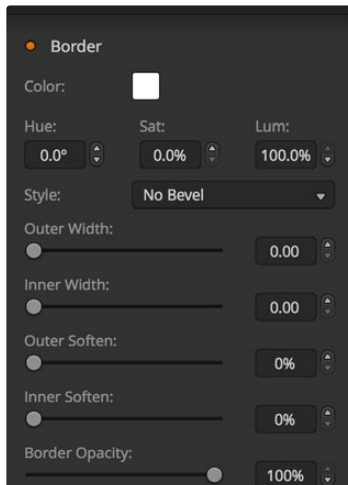 Border
Color:
Hue: Sat: Lum:
0.0° 0.0% 100.0%
Style: No Bevel
Outer Width:
0.00
Inner Width:
0.00
Outer Soften:
0%
Inner Soften:
0%
Border Opacity:
100%